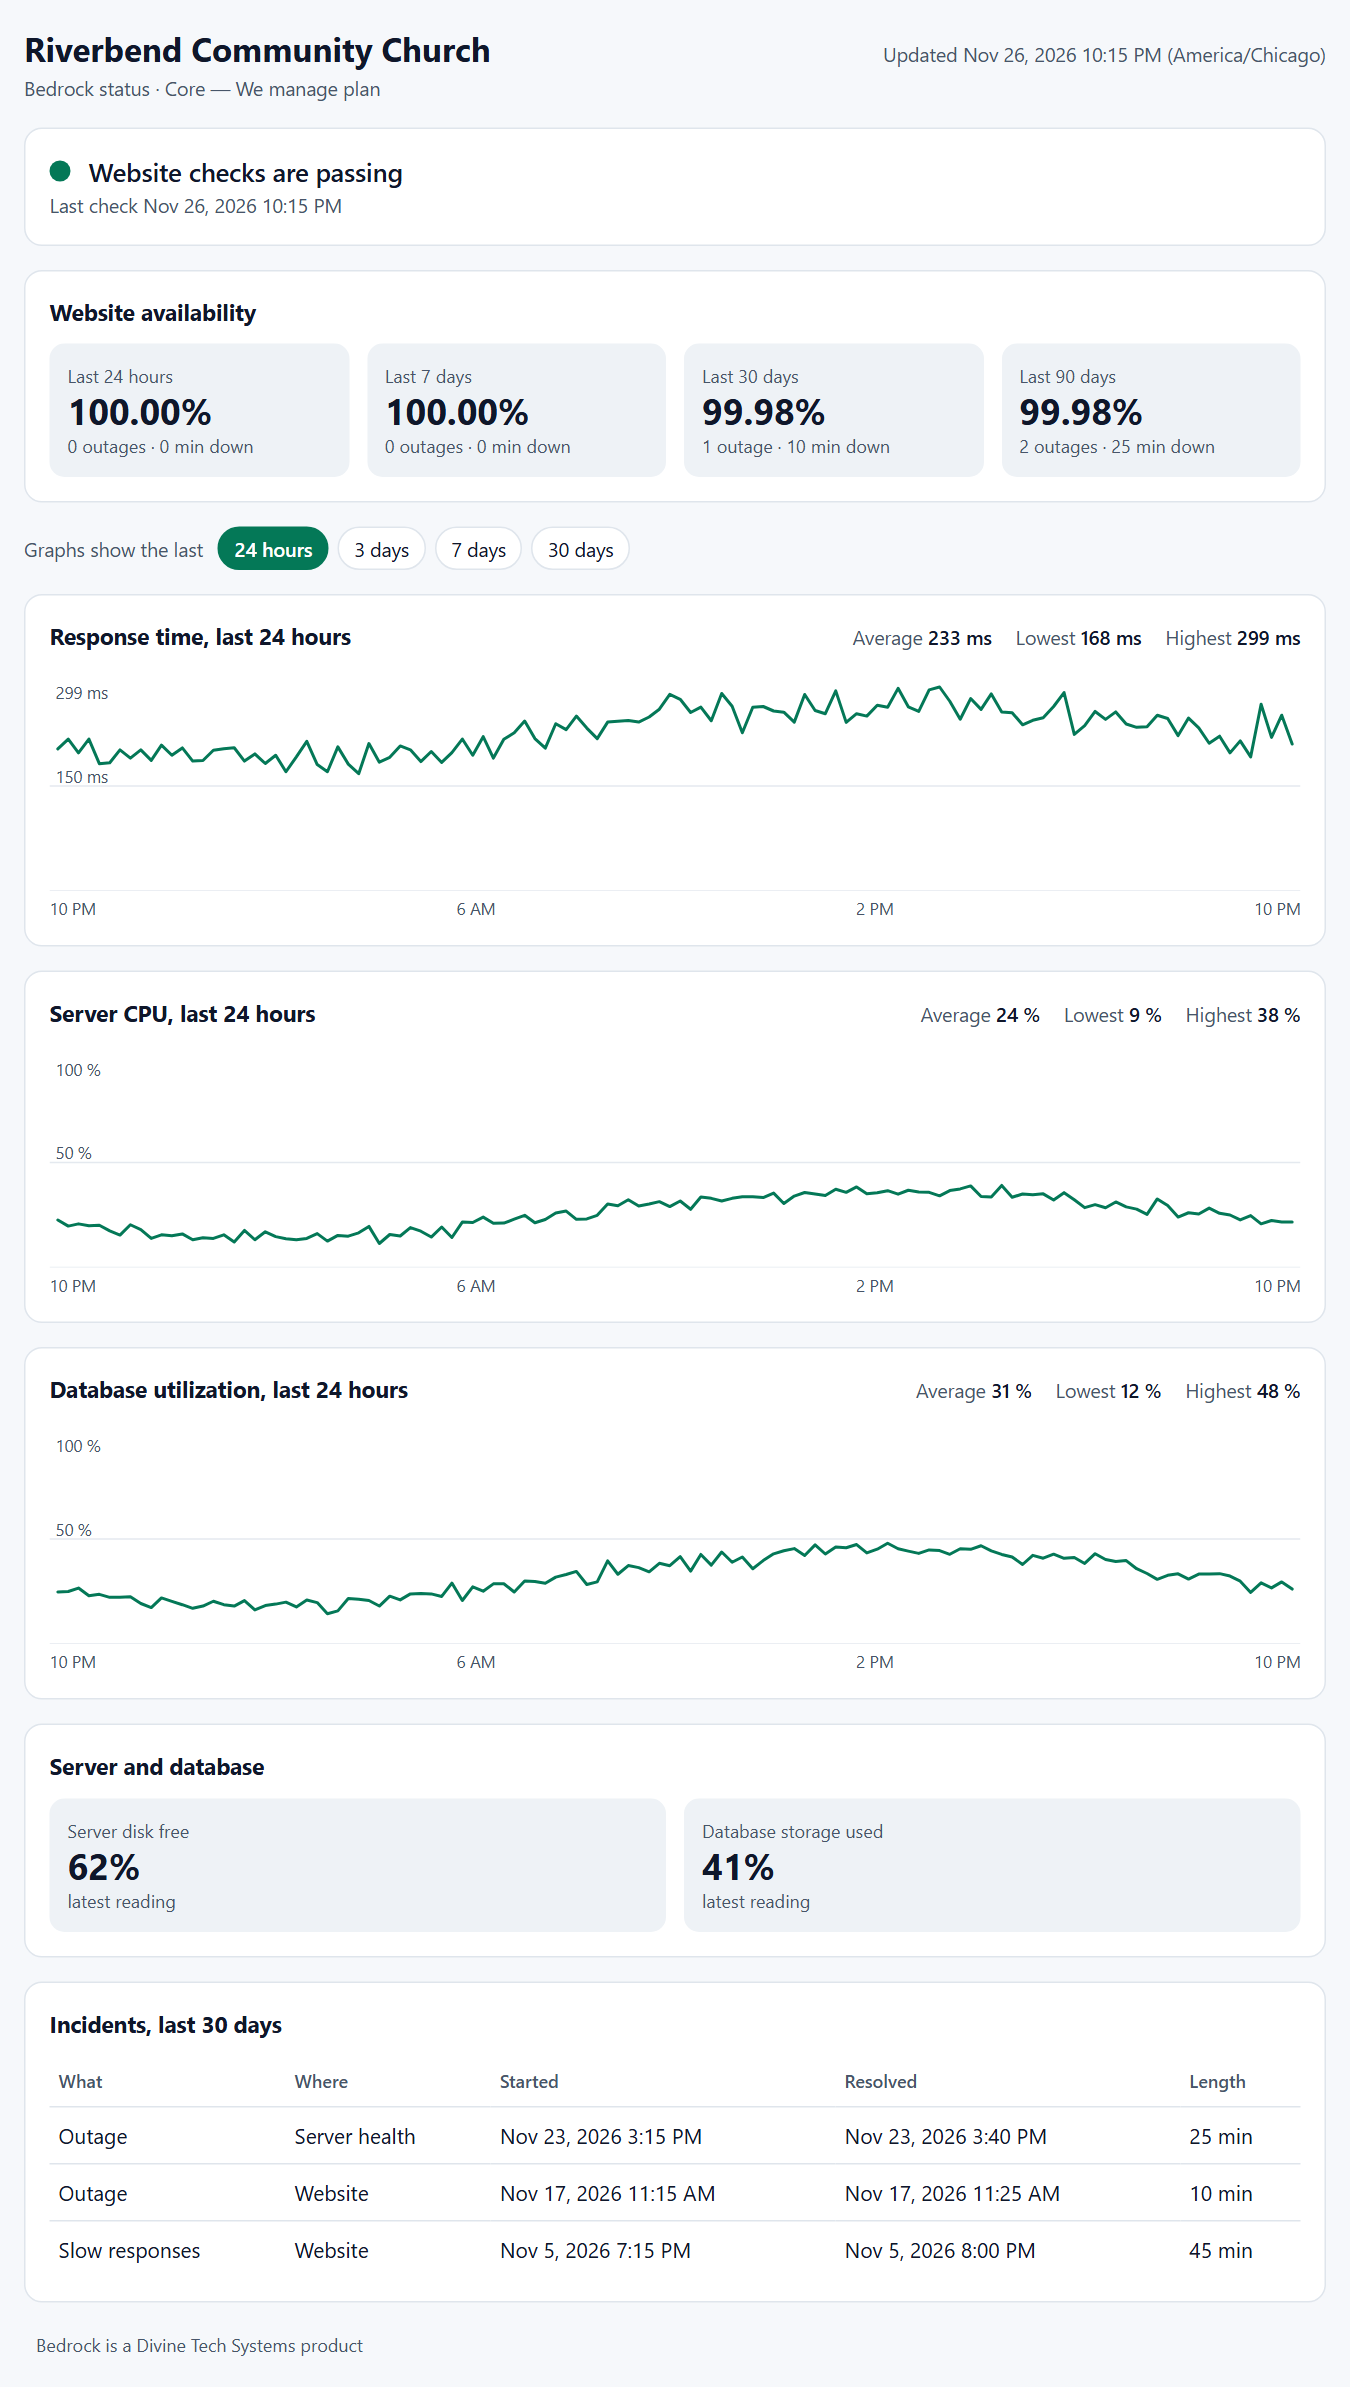 Riverbend Community Church
Updated Nov 26, 2026 10:15 PM (America/Chicago)
Bedrock status · Core — We manage plan
Website checks are passing
Last check Nov 26, 2026 10:15 PM
Website availability
Last 24 hours
100.00%
0 outages · 0 min down
Last 7 days
100.00%
0 outages · 0 min down
Last 30 days
99.98%
1 outage · 10 min down
Last 90 days
99.98%
2 outages · 25 min down
Graphs show the last 24 hours 3 days 7 days 30 days
Response time, last 24 hours
Average 233 ms Lowest 168 ms Highest 299 ms
299 ms
150 ms
10 PM 6 AM 2 PM 10 PM
Server CPU, last 24 hours
Average 24 % Lowest 9 % Highest 38 %
100 %
50 %
10 PM 6 AM 2 PM 10 PM
Database utilization, last 24 hours
Average 31 % Lowest 12 % Highest 48 %
100 %
50 %
10 PM 6 AM 2 PM 10 PM
Server and database
Server disk free
62%
latest reading
Database storage used
41%
latest reading
Incidents, last 30 days
What Where Started Resolved Length
Outage Server health Nov 23, 2026 3:15 PM Nov 23, 2026 3:40 PM 25 min
Outage Website Nov 17, 2026 11:15 AM Nov 17, 2026 11:25 AM 10 min
Slow responses Website Nov 5, 2026 7:15 PM Nov 5, 2026 8:00 PM 45 min
Bedrock is a Divine Tech Systems product